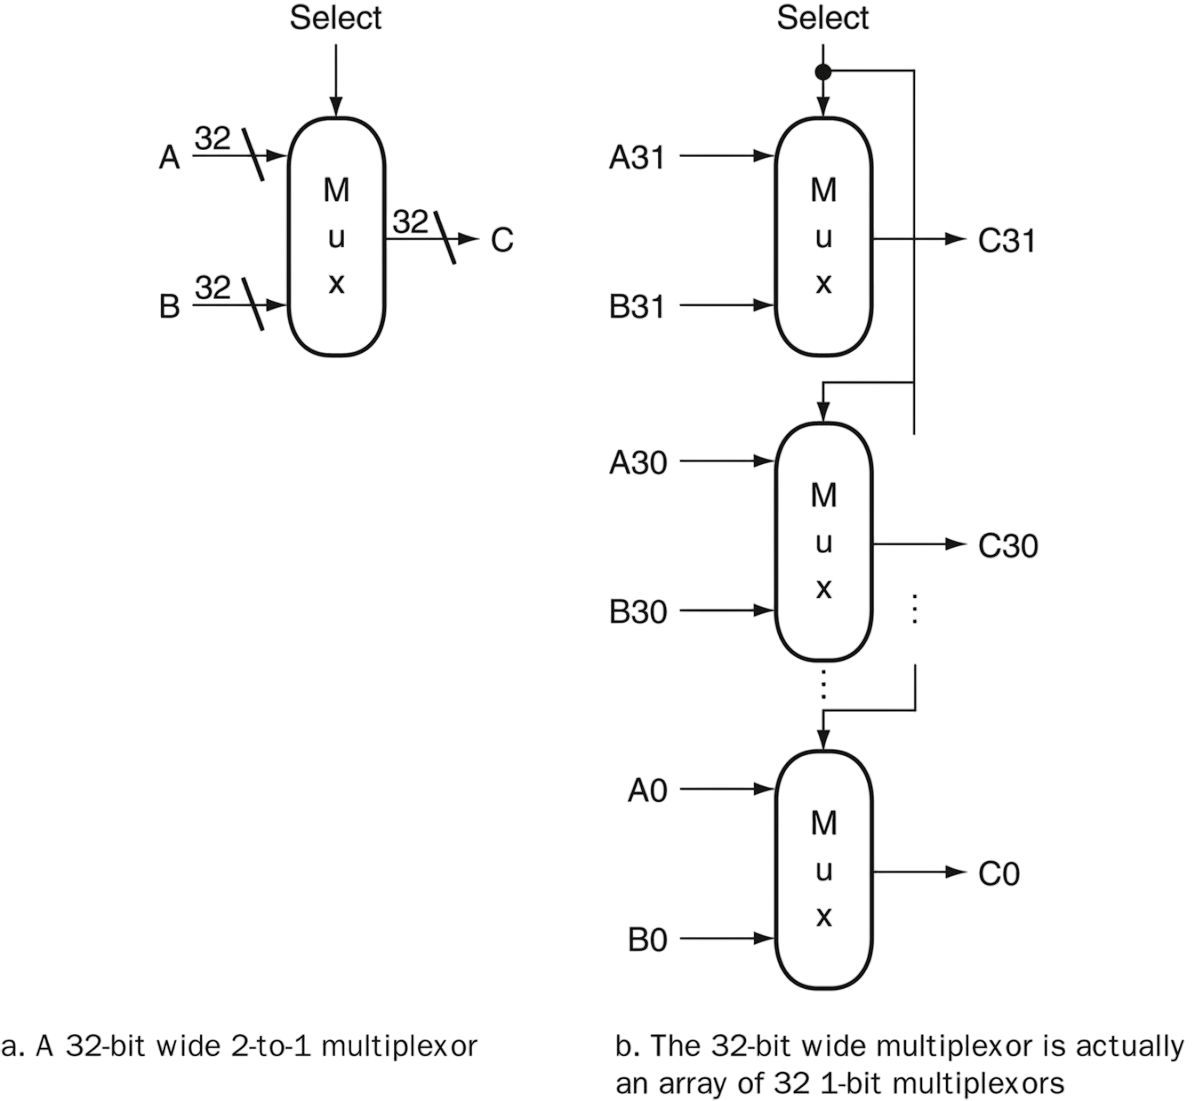 Select
A
32
M
u
x
32
C
B
32
a. A 32-bit wide 2-to-1 multiplexor
Select
A31
M
u
x
C31
B31
A30
M
u
x
C30
B30
A0
M
u
x
C0
B0
b. The 32-bit wide multiplexor is actually
an array of 32 1-bit multiplexors